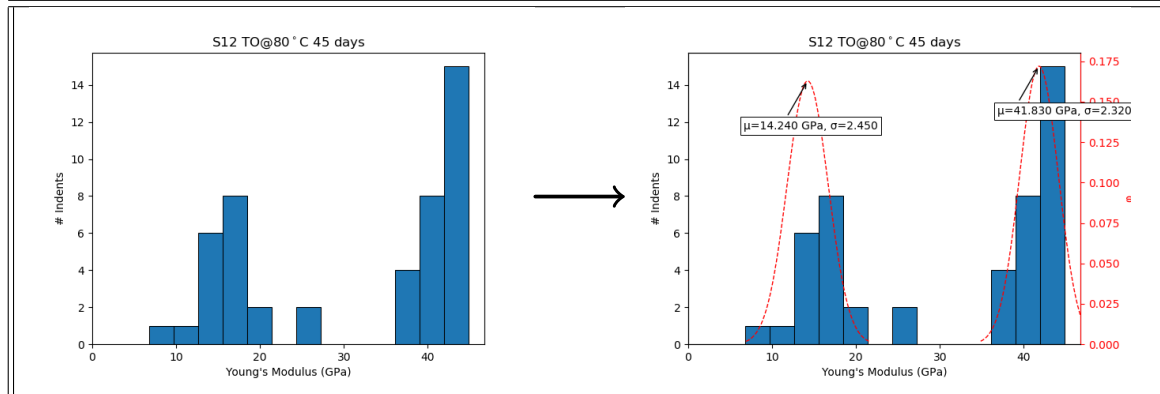 S12 TO@80°C 45 days
# Indents
14
12
10
8
6
4
2
0
0 10 20 30 40
Young's Modulus (GPa)
S12 TO@80°C 45 days
# Indents
14
12
10
8
6
4
2
0
μ=14.240 GPa, σ=2.450
μ=41.830 GPa, σ=2.320
0.175
0.150
0.125
0.100
0.075
0.050
0.025
0.000
0 10 20 30 40
Young's Modulus (GPa)